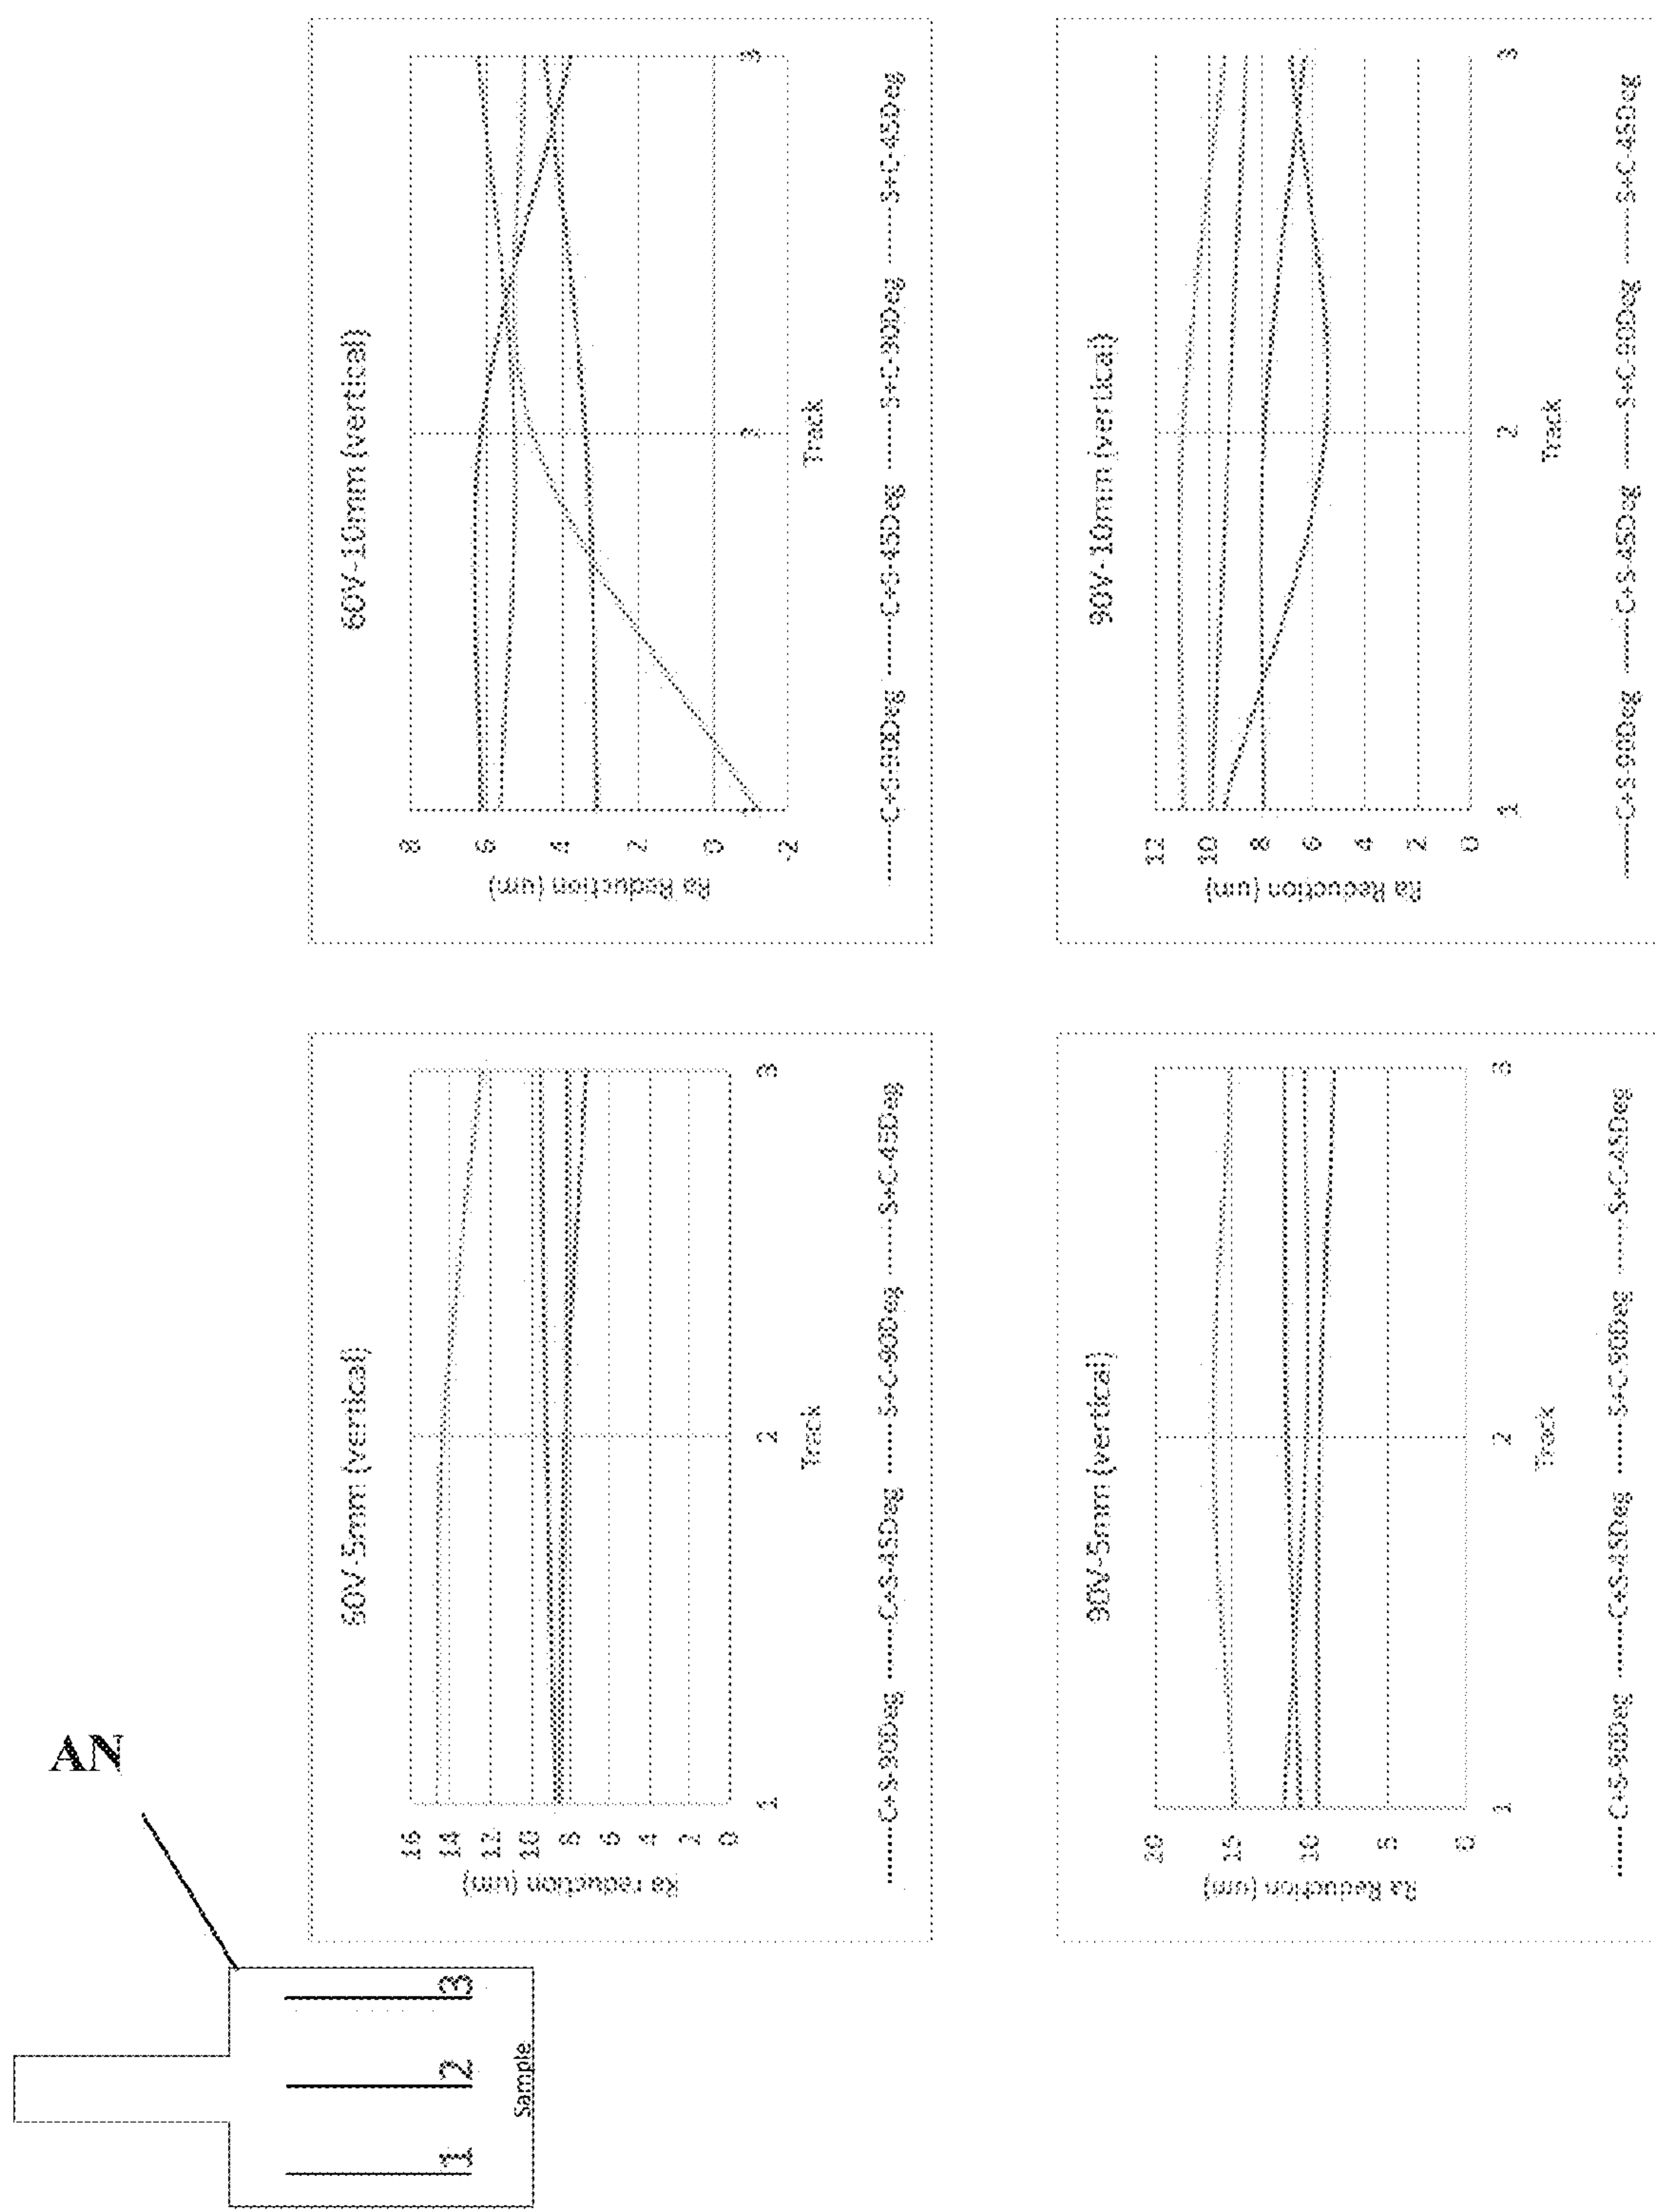 AN
1
2
3
Sample
60V-5mm (vertical)
Ra reduction (um)
16
14
12
10
8
6
4
2
0
1
2
3
Track
C+S-90Deg
C+S-45Deg
S+C-90Deg
S+C-45Deg
60V-10mm (vertical)
Ra Reduction (um)
8
6
4
2
0
-2
1
2
3
Track
C+S-90Deg
C+S-45Deg
S+C-90Deg
S+C-45Deg
90V-5mm (vertical)
Ra Reduction (um)
20
15
10
5
0
1
2
3
Track
C+S-90Deg
C+S-45Deg
S+C-90Deg
S+C-45Deg
90V-10mm (vertical)
Ra Reduction (um)
12
10
8
6
4
2
0
1
2
3
Track
C+S-90Deg
C+S-45Deg
S+C-90Deg
S+C-45Deg